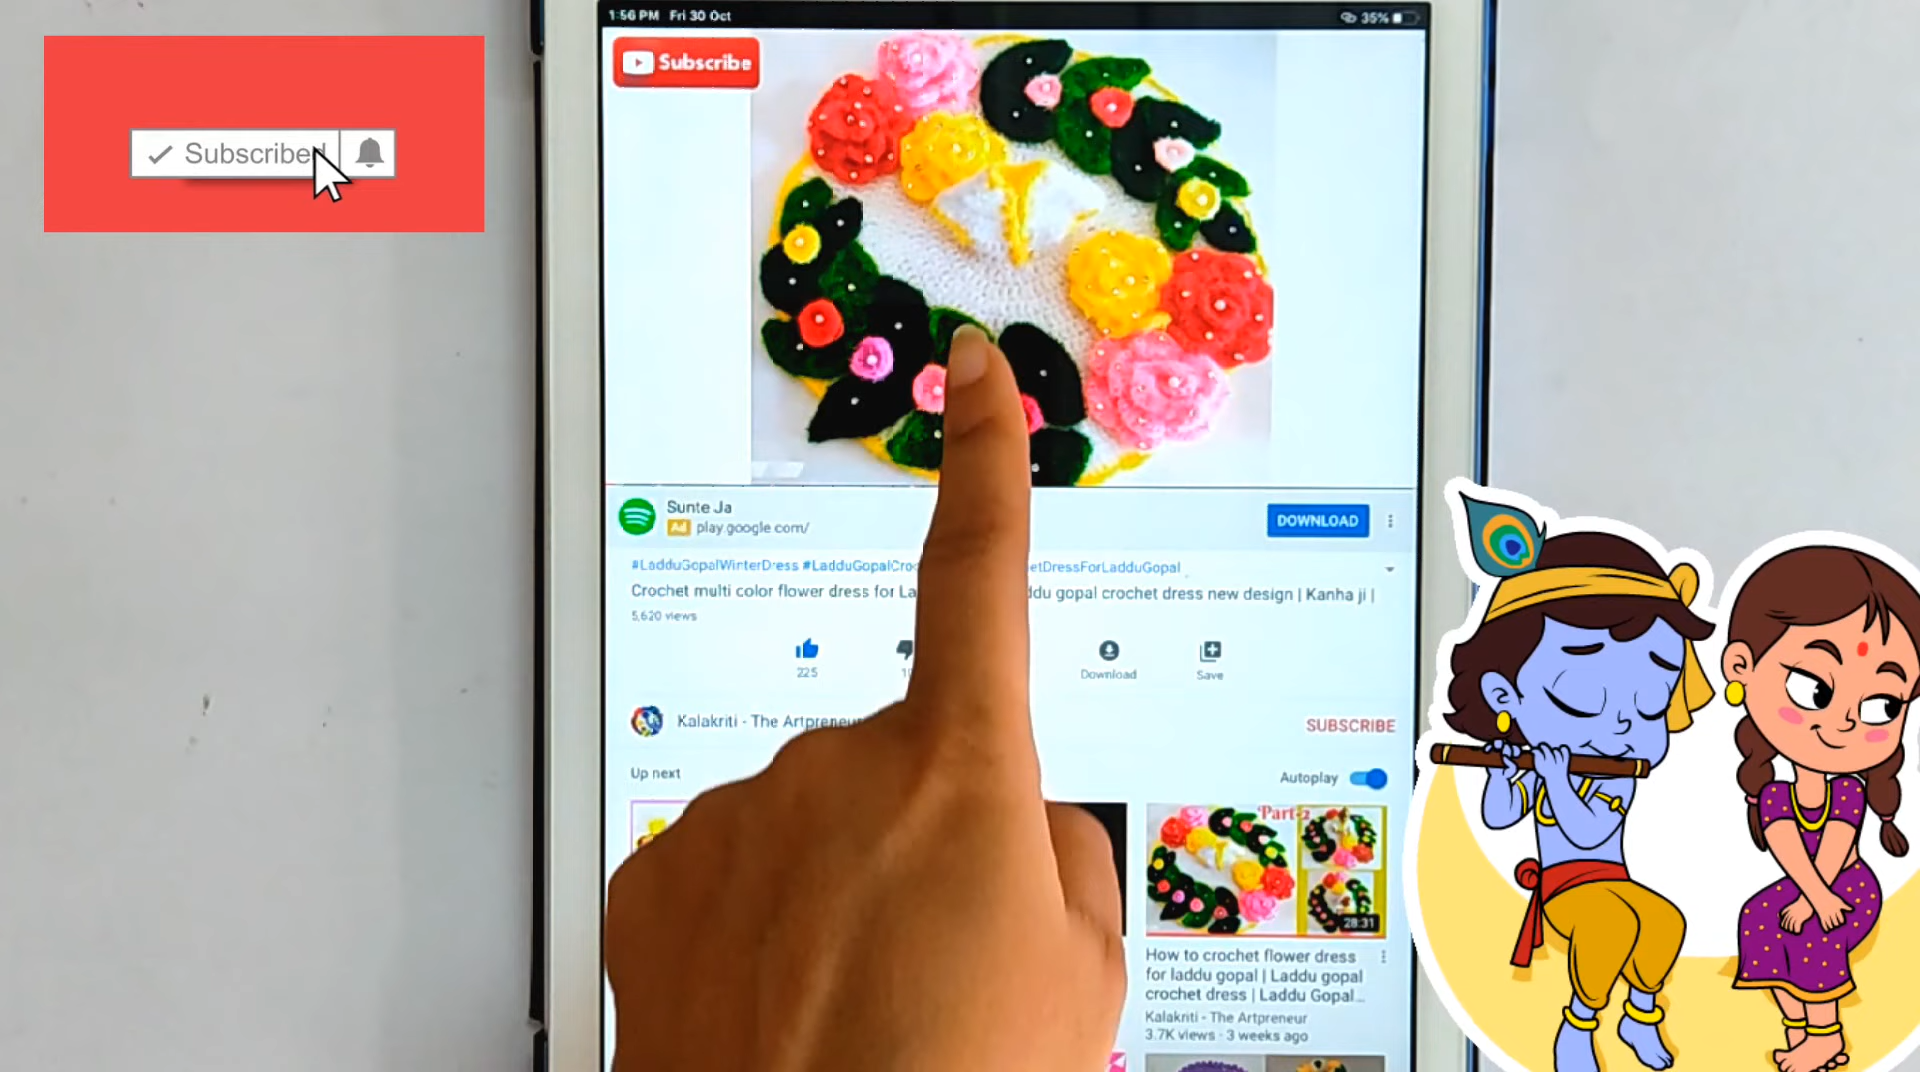 1:56 PM Fri 30 Oct
35%
Subscribe
Subscribed
Sunte Ja
Ad play.google.com/
DOWNLOAD
#LadduGopalWinterDress #LadduGopalCroc etDressForLadduGopal
Crochet multi color flower dress for La ddu gopal crochet dress new design | Kanha ji |
5,620 views
225
Download
Save
Kalakriti - The Artpreneur
SUBSCRIBE
Up next
Autoplay
Part-2
28:31
How to crochet flower dress
for laddu gopal | Laddu gopal
crochet dress | Laddu Gopal...
Kalakriti - The Artpreneur
3.7K views · 3 weeks ago